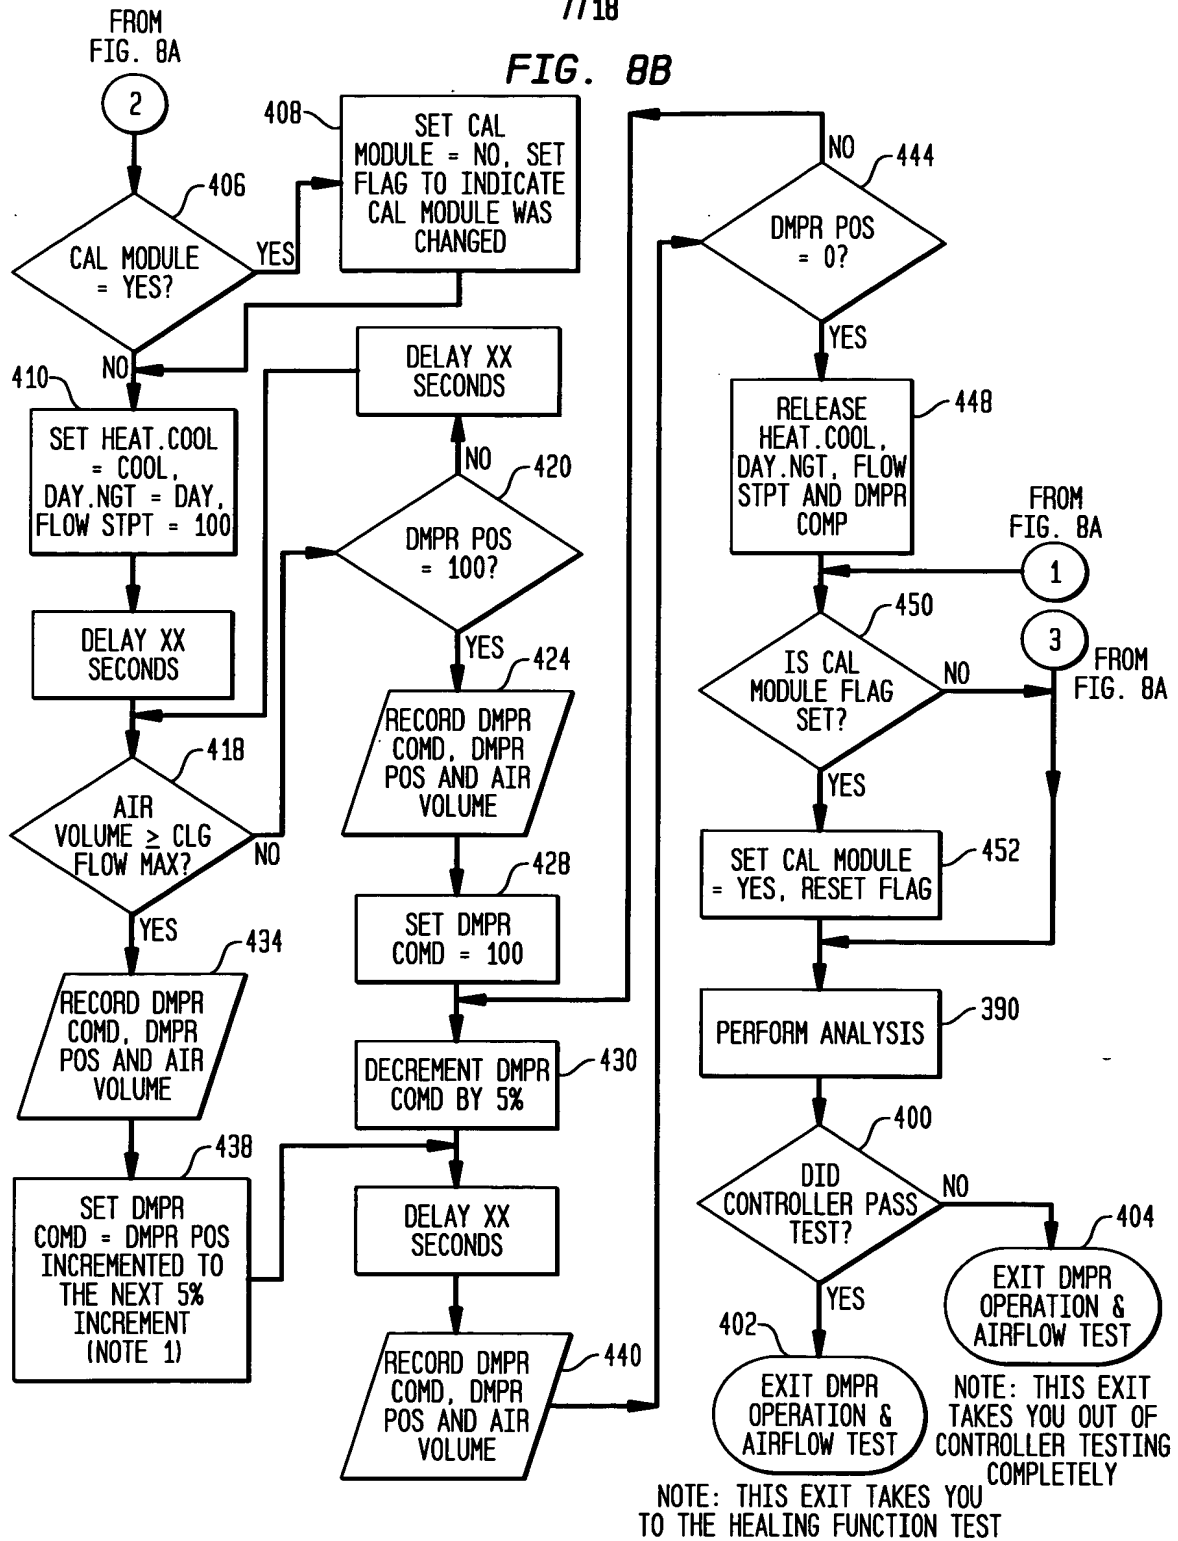 7/18
FIG. 8B
FROM
FIG. 8A
2
406
CAL MODULE
= YES?
YES
NO
408
SET CAL
MODULE = NO, SET
FLAG TO INDICATE
CAL MODULE WAS
CHANGED
410
SET HEAT.COOL
= COOL,
DAY.NGT = DAY,
FLOW STPT = 100
DELAY XX
SECONDS
418
AIR
VOLUME ≥ CLG
FLOW MAX?
NO
YES
434
RECORD DMPR
COMD, DMPR
POS AND AIR
VOLUME
438
SET DMPR
COMD = DMPR POS
INCREMENTED TO
THE NEXT 5%
INCREMENT
(NOTE 1)
DELAY XX
SECONDS
NO
420
DMPR POS
= 100?
YES
424
RECORD DMPR
COMD, DMPR
POS AND AIR
VOLUME
428
SET DMPR
COMD = 100
430
DECREMENT DMPR
COMD BY 5%
DELAY XX
SECONDS
440
RECORD DMPR
COMD, DMPR
POS AND AIR
VOLUME
NO
444
DMPR POS
= 0?
YES
448
RELEASE
HEAT.COOL,
DAY.NGT, FLOW
STPT AND DMPR
COMP
FROM
FIG. 8A
1
450
IS CAL
MODULE FLAG
SET?
NO
3
FROM
FIG. 8A
YES
452
SET CAL MODULE
= YES, RESET FLAG
390
PERFORM ANALYSIS
400
DID
CONTROLLER PASS
TEST?
NO
YES
404
EXIT DMPR
OPERATION &
AIRFLOW TEST
NOTE: THIS EXIT
TAKES YOU OUT OF
CONTROLLER TESTING
COMPLETELY
402
EXIT DMPR
OPERATION &
AIRFLOW TEST
NOTE: THIS EXIT TAKES YOU
TO THE HEALING FUNCTION TEST